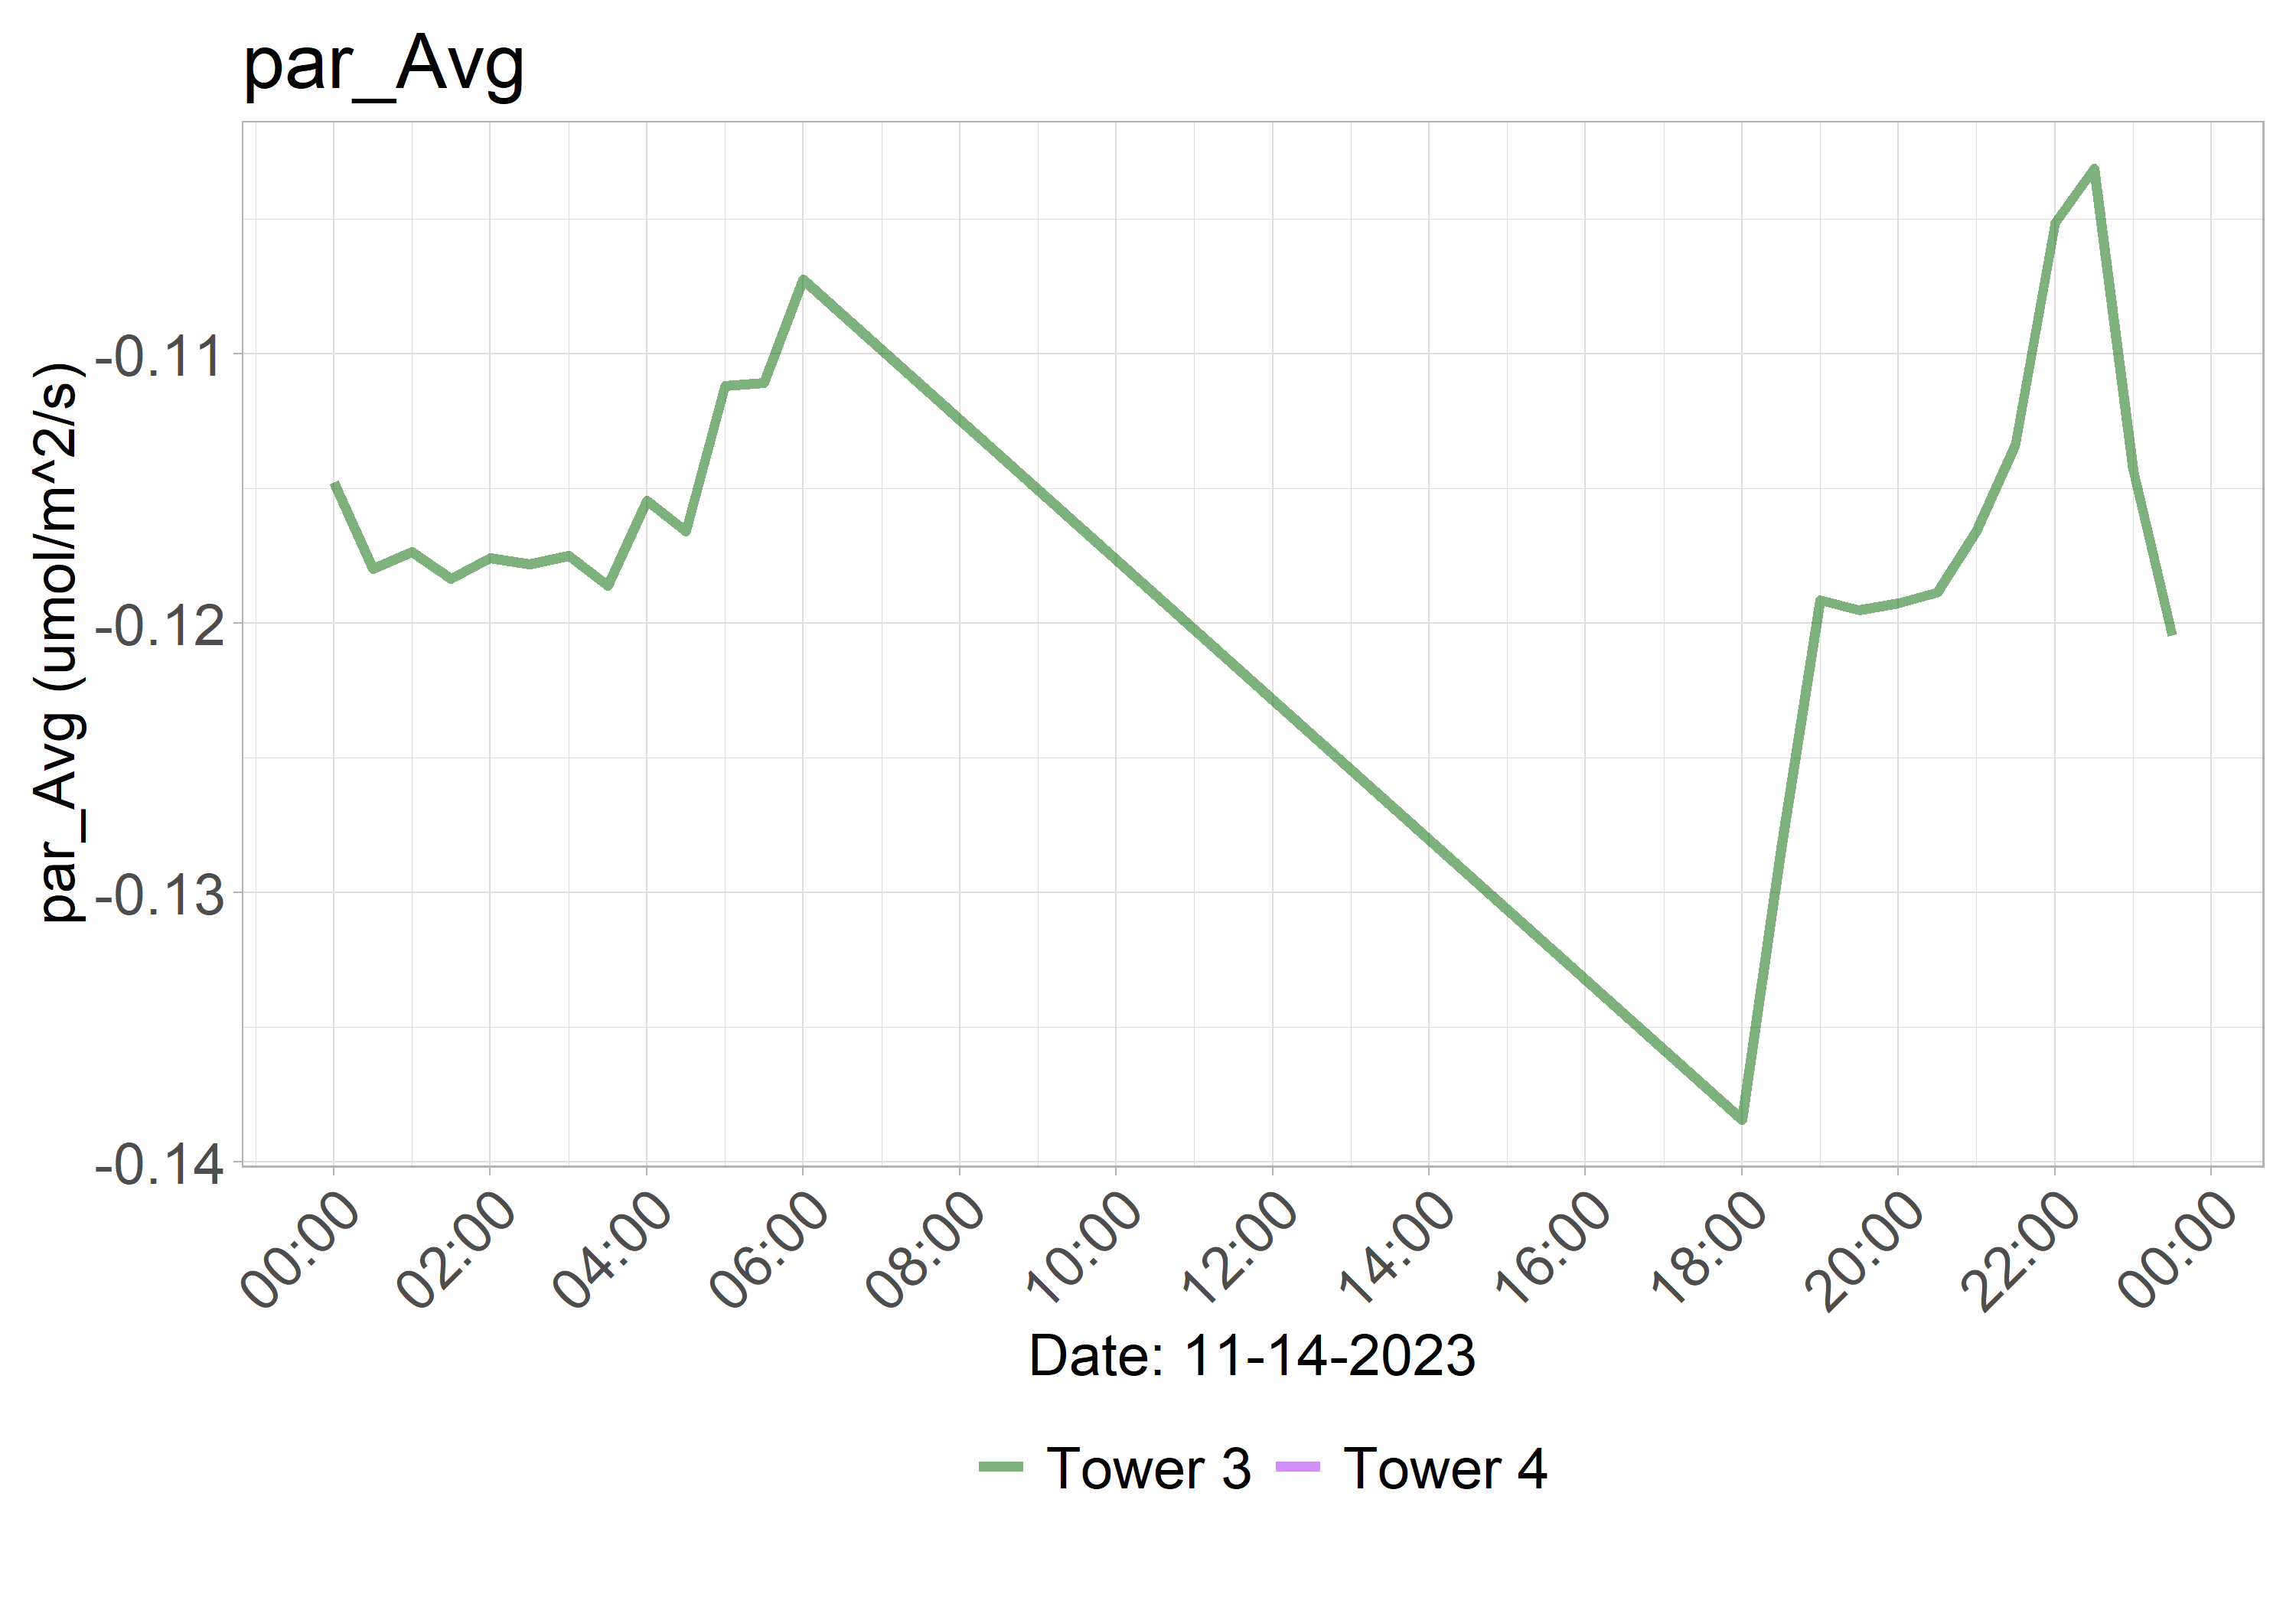 par_Avg
par_Avg (umol/m^2/s)
-0.11
-0.12
-0.13
-0.14
00:00 02:00 04:00 06:00 08:00 10:00 12:00 14:00 16:00 18:00 20:00 22:00 00:00
Date: 11-14-2023
Tower 3 Tower 4